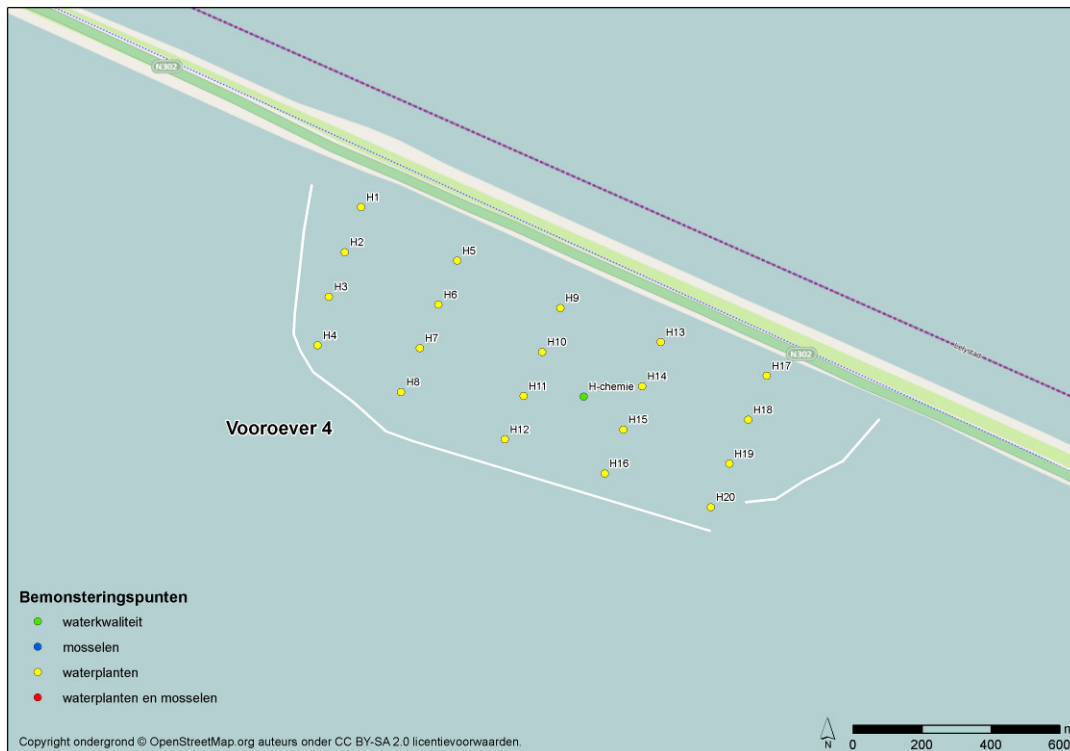 N302
H1
H2
H5
H3
H6
H9
H4
H7
H10
H13
N302
Lelystad
H8
H11
H-chemie
H14
H17
Vooroever 4
H12
H15
H18
H16
H19
H20
Bemonsteringspunten
waterkwaliteit
mosselen
waterplanten
waterplanten en mosselen
Copyright ondergrond © OpenStreetMap.org auteurs onder CC BY-SA 2.0 licentievoorwaarden.
N
0 200 400 600
m